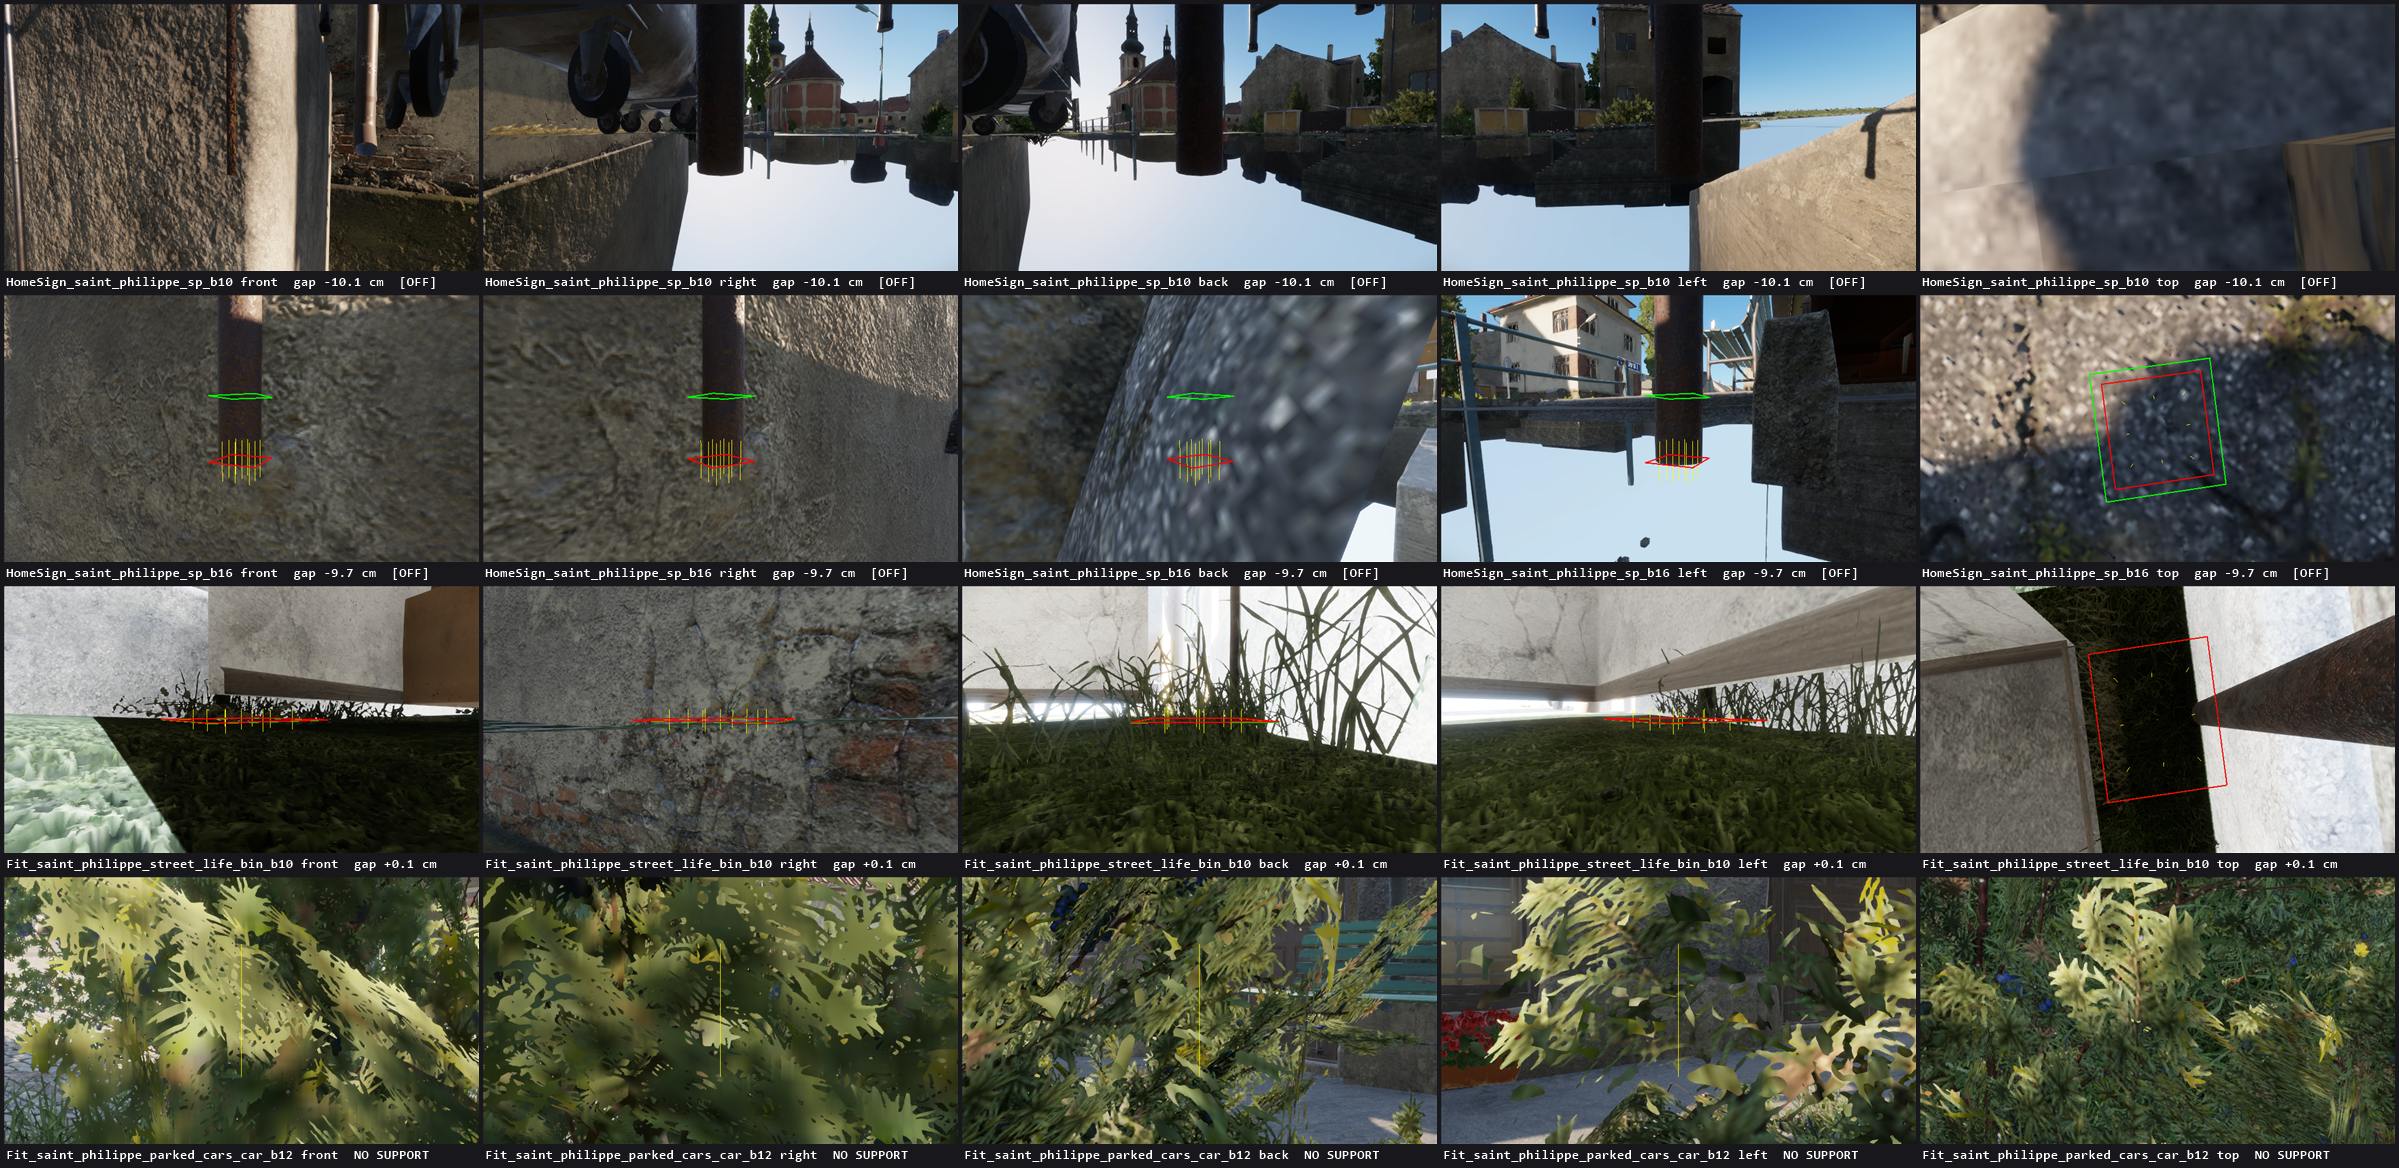 HomeSign_saint_philippe_sp_b10 front  gap -10.1 cm  [OFF]
HomeSign_saint_philippe_sp_b10 right  gap -10.1 cm  [OFF]
HomeSign_saint_philippe_sp_b10 back  gap -10.1 cm  [OFF]
HomeSign_saint_philippe_sp_b10 left  gap -10.1 cm  [OFF]
HomeSign_saint_philippe_sp_b10 top  gap -10.1 cm  [OFF]
HomeSign_saint_philippe_sp_b16 front  gap -9.7 cm  [OFF]
HomeSign_saint_philippe_sp_b16 right  gap -9.7 cm  [OFF]
HomeSign_saint_philippe_sp_b16 back  gap -9.7 cm  [OFF]
HomeSign_saint_philippe_sp_b16 left  gap -9.7 cm  [OFF]
HomeSign_saint_philippe_sp_b16 top  gap -9.7 cm  [OFF]
Fit_saint_philippe_street_life_bin_b10 front  gap +0.1 cm
Fit_saint_philippe_street_life_bin_b10 right  gap +0.1 cm
Fit_saint_philippe_street_life_bin_b10 back  gap +0.1 cm
Fit_saint_philippe_street_life_bin_b10 left  gap +0.1 cm
Fit_saint_philippe_street_life_bin_b10 top  gap +0.1 cm
Fit_saint_philippe_parked_cars_car_b12 front  NO SUPPORT
Fit_saint_philippe_parked_cars_car_b12 right  NO SUPPORT
Fit_saint_philippe_parked_cars_car_b12 back  NO SUPPORT
Fit_saint_philippe_parked_cars_car_b12 left  NO SUPPORT
Fit_saint_philippe_parked_cars_car_b12 top  NO SUPPORT